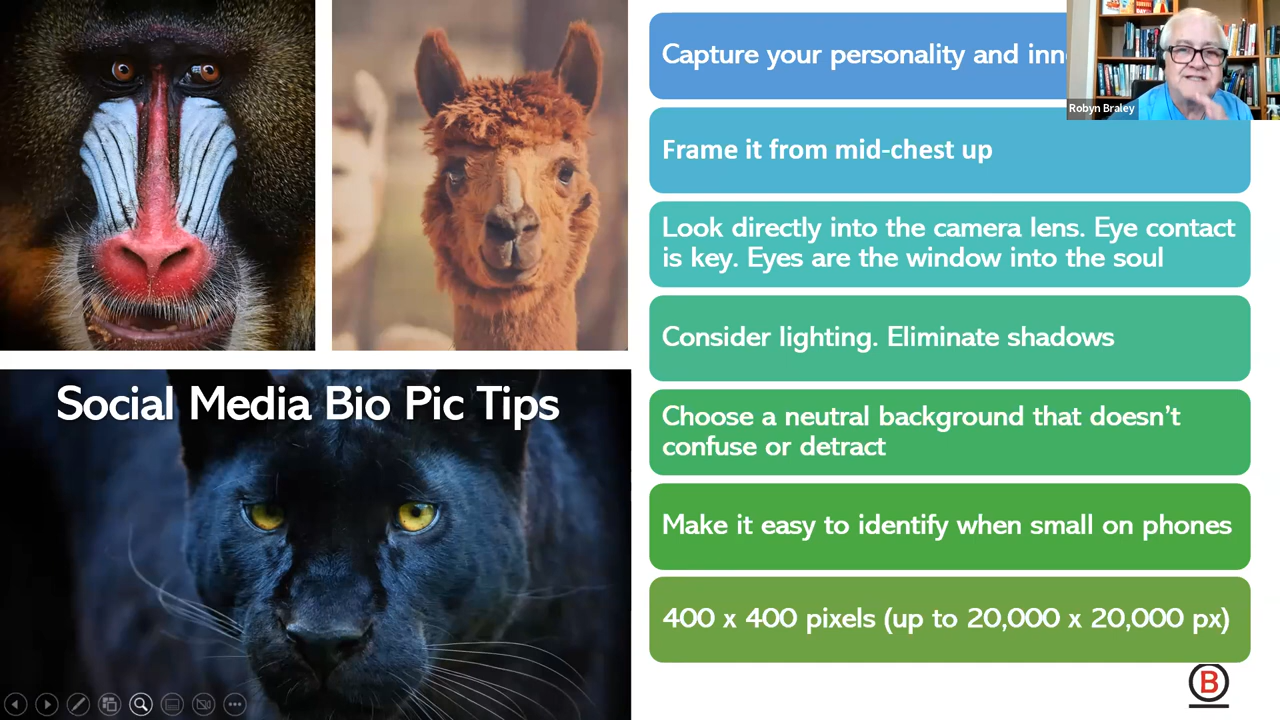 Capture your personality and
Robyn Braley
Frame it from mid-chest up
Look directly into the camera lens. Eye contact
is key. Eyes are the window into the soul
Consider lighting. Eliminate shadows
Social Media Bio Pic Tips
Choose a neutral background that doesn’t
confuse or detract
Make it easy to identify when small on phones
400 x 400 pixels (up to 20,000 x 20,000 px)
B